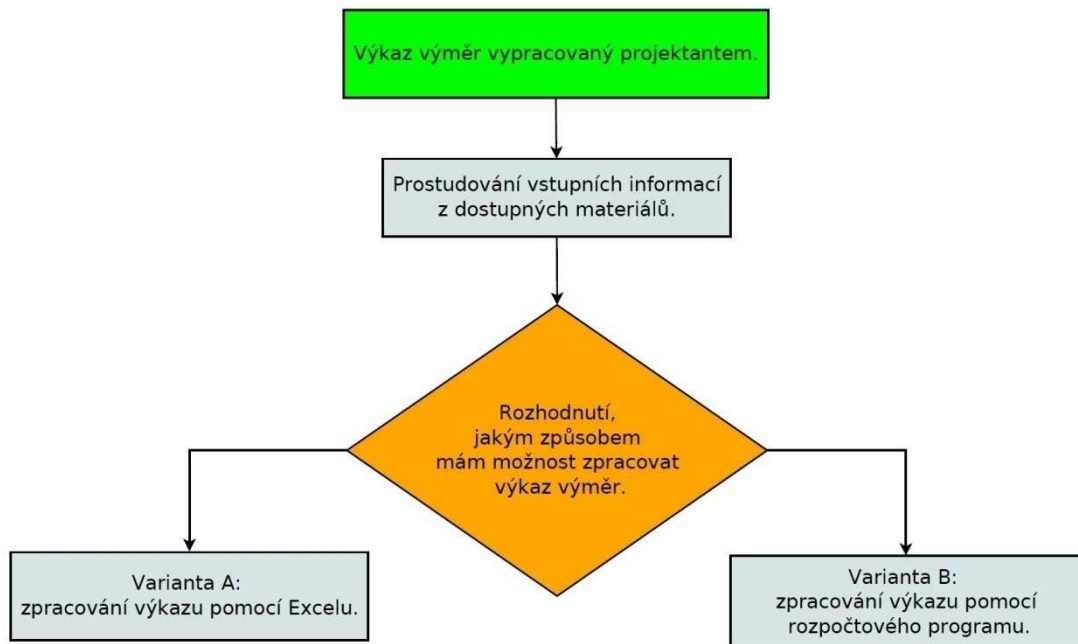 Výkaz výměr vypracovaný projektantem.
Prostudování vstupních informací
z dostupných materiálů.
Rozhodnutí,
jakým způsobem
mám možnost zpracovat
výkaz výměr.
Varianta A:
zpracování výkazu pomocí Excelu.
Varianta B:
zpracování výkazu pomocí
rozpočtového programu.